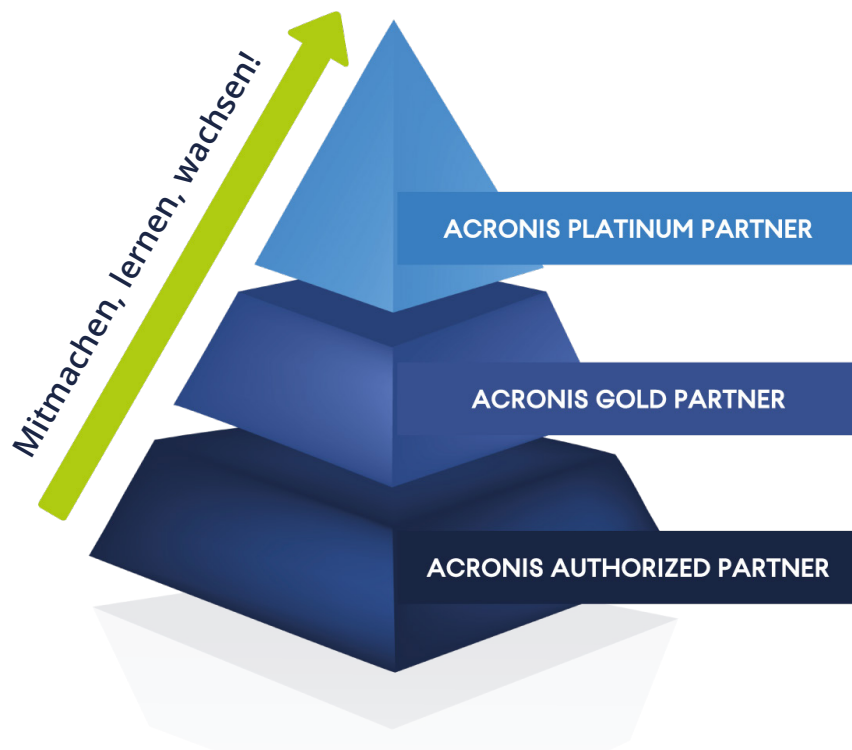 Mitmachen, lernen, wachsen!
ACRONIS PLATINUM PARTNER
ACRONIS GOLD PARTNER
ACRONIS AUTHORIZED PARTNER